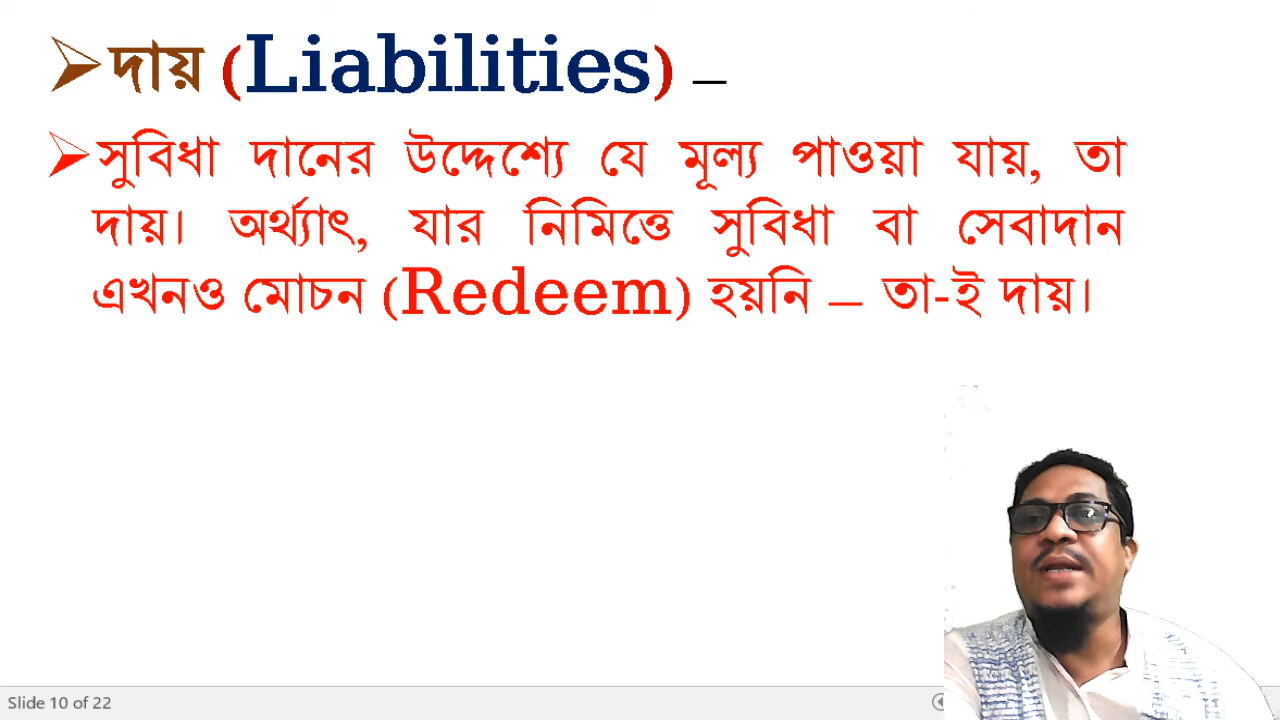 দায় (Liabilities) –
সুবিধা দানের উদ্দেশ্যে যে মূল্য পাওয়া যায়, তা
দায়। অর্থ্যাৎ, যার নিমিত্তে সুবিধা বা সেবাদান
এখনও মোচন (Redeem) হয়নি – তা-ই দায়।
Slide 10 of 22